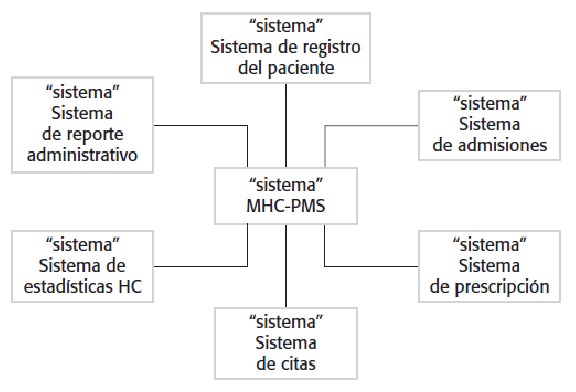 “sistema”
Sistema de registro
del paciente
“sistema”
Sistema
de reporte
administrativo
“sistema”
Sistema
de admisiones
“sistema”
MHC-PMS
“sistema”
Sistema de
estadísticas HC
“sistema”
Sistema
de prescripción
“sistema”
Sistema
de citas